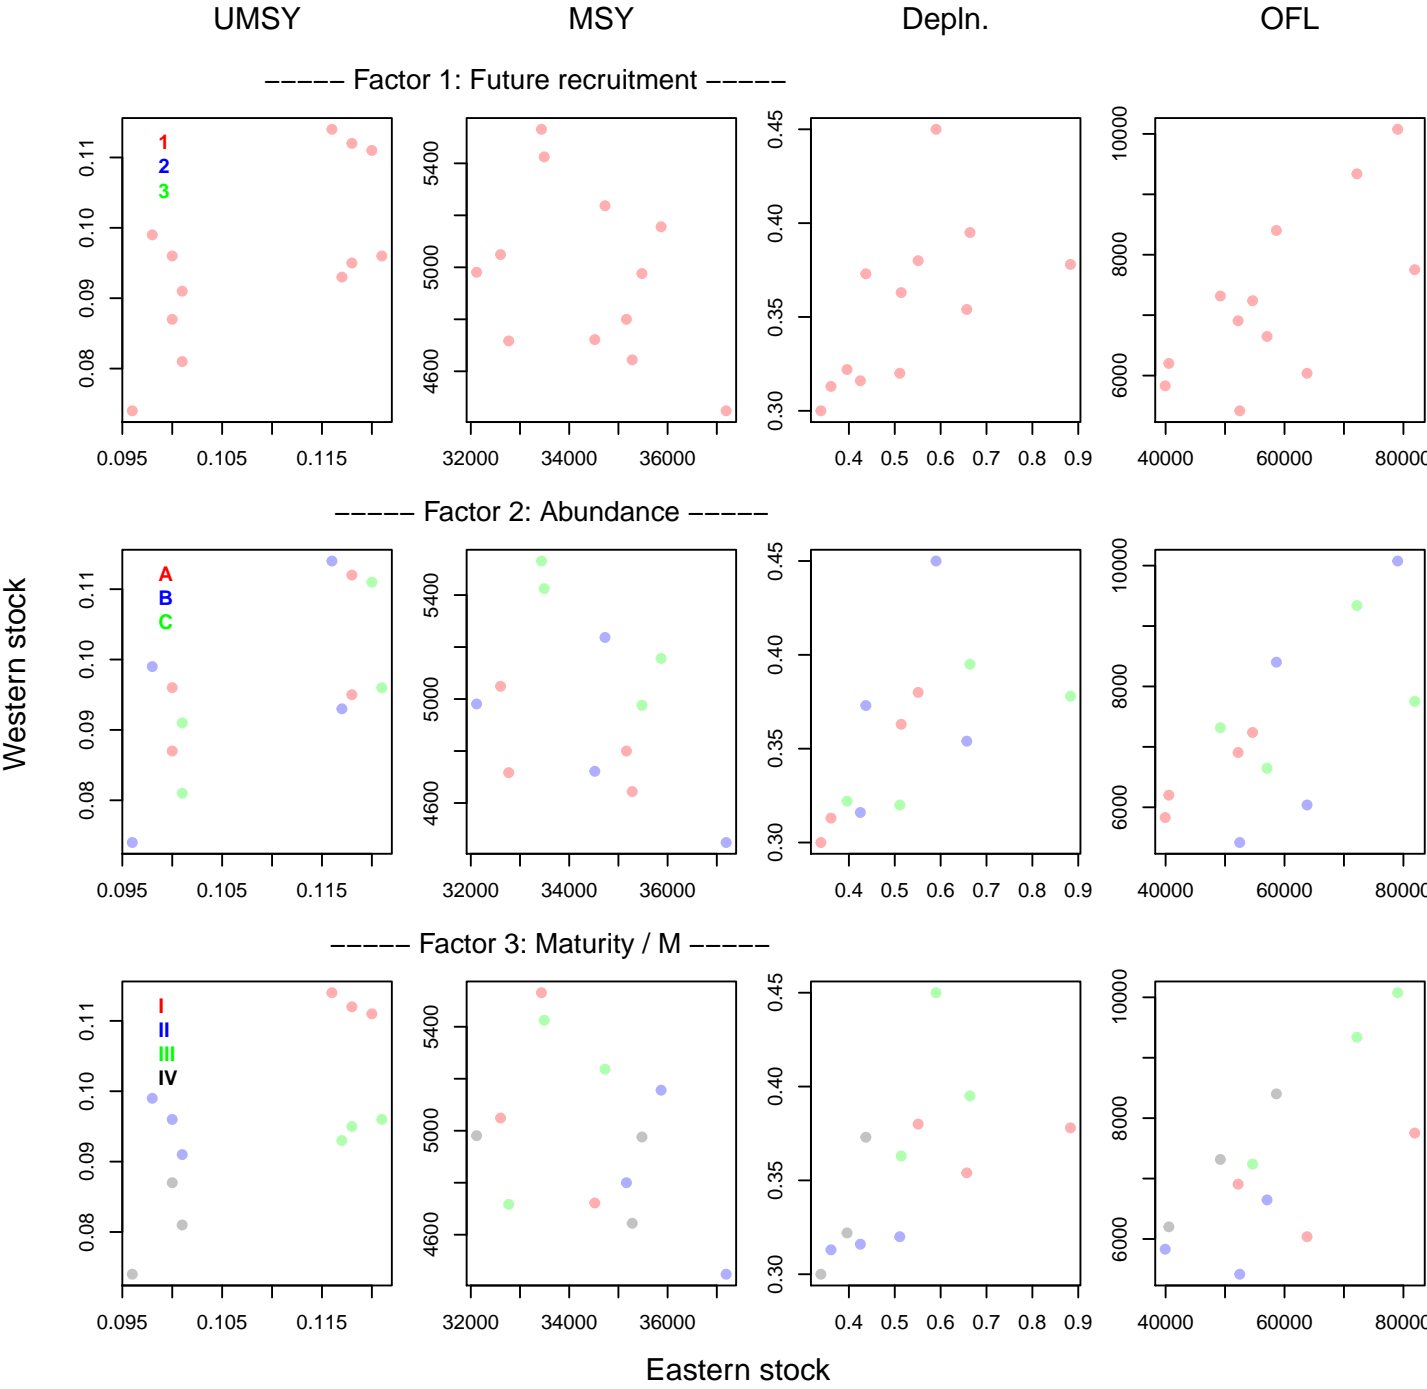 UMSY MSY Depln. OFL
----- Factor 1: Future recruitment -----
1
2
3
0.08 0.09 0.10 0.11
0.095 0.105 0.115
4600 5000 5400
32000 34000 36000
0.30 0.35 0.40 0.45
0.4 0.5 0.6 0.7 0.8 0.9
6000 8000 10000
40000 60000 80000
----- Factor 2: Abundance -----
A
B
C
0.08 0.09 0.10 0.11
0.095 0.105 0.115
4600 5000 5400
32000 34000 36000
0.30 0.35 0.40 0.45
0.4 0.5 0.6 0.7 0.8 0.9
6000 8000 10000
40000 60000 80000
Western stock
----- Factor 3: Maturity / M -----
I
II
III
IV
0.08 0.09 0.10 0.11
0.095 0.105 0.115
4600 5000 5400
32000 34000 36000
0.30 0.35 0.40 0.45
0.4 0.5 0.6 0.7 0.8 0.9
6000 8000 10000
40000 60000 80000
Eastern stock